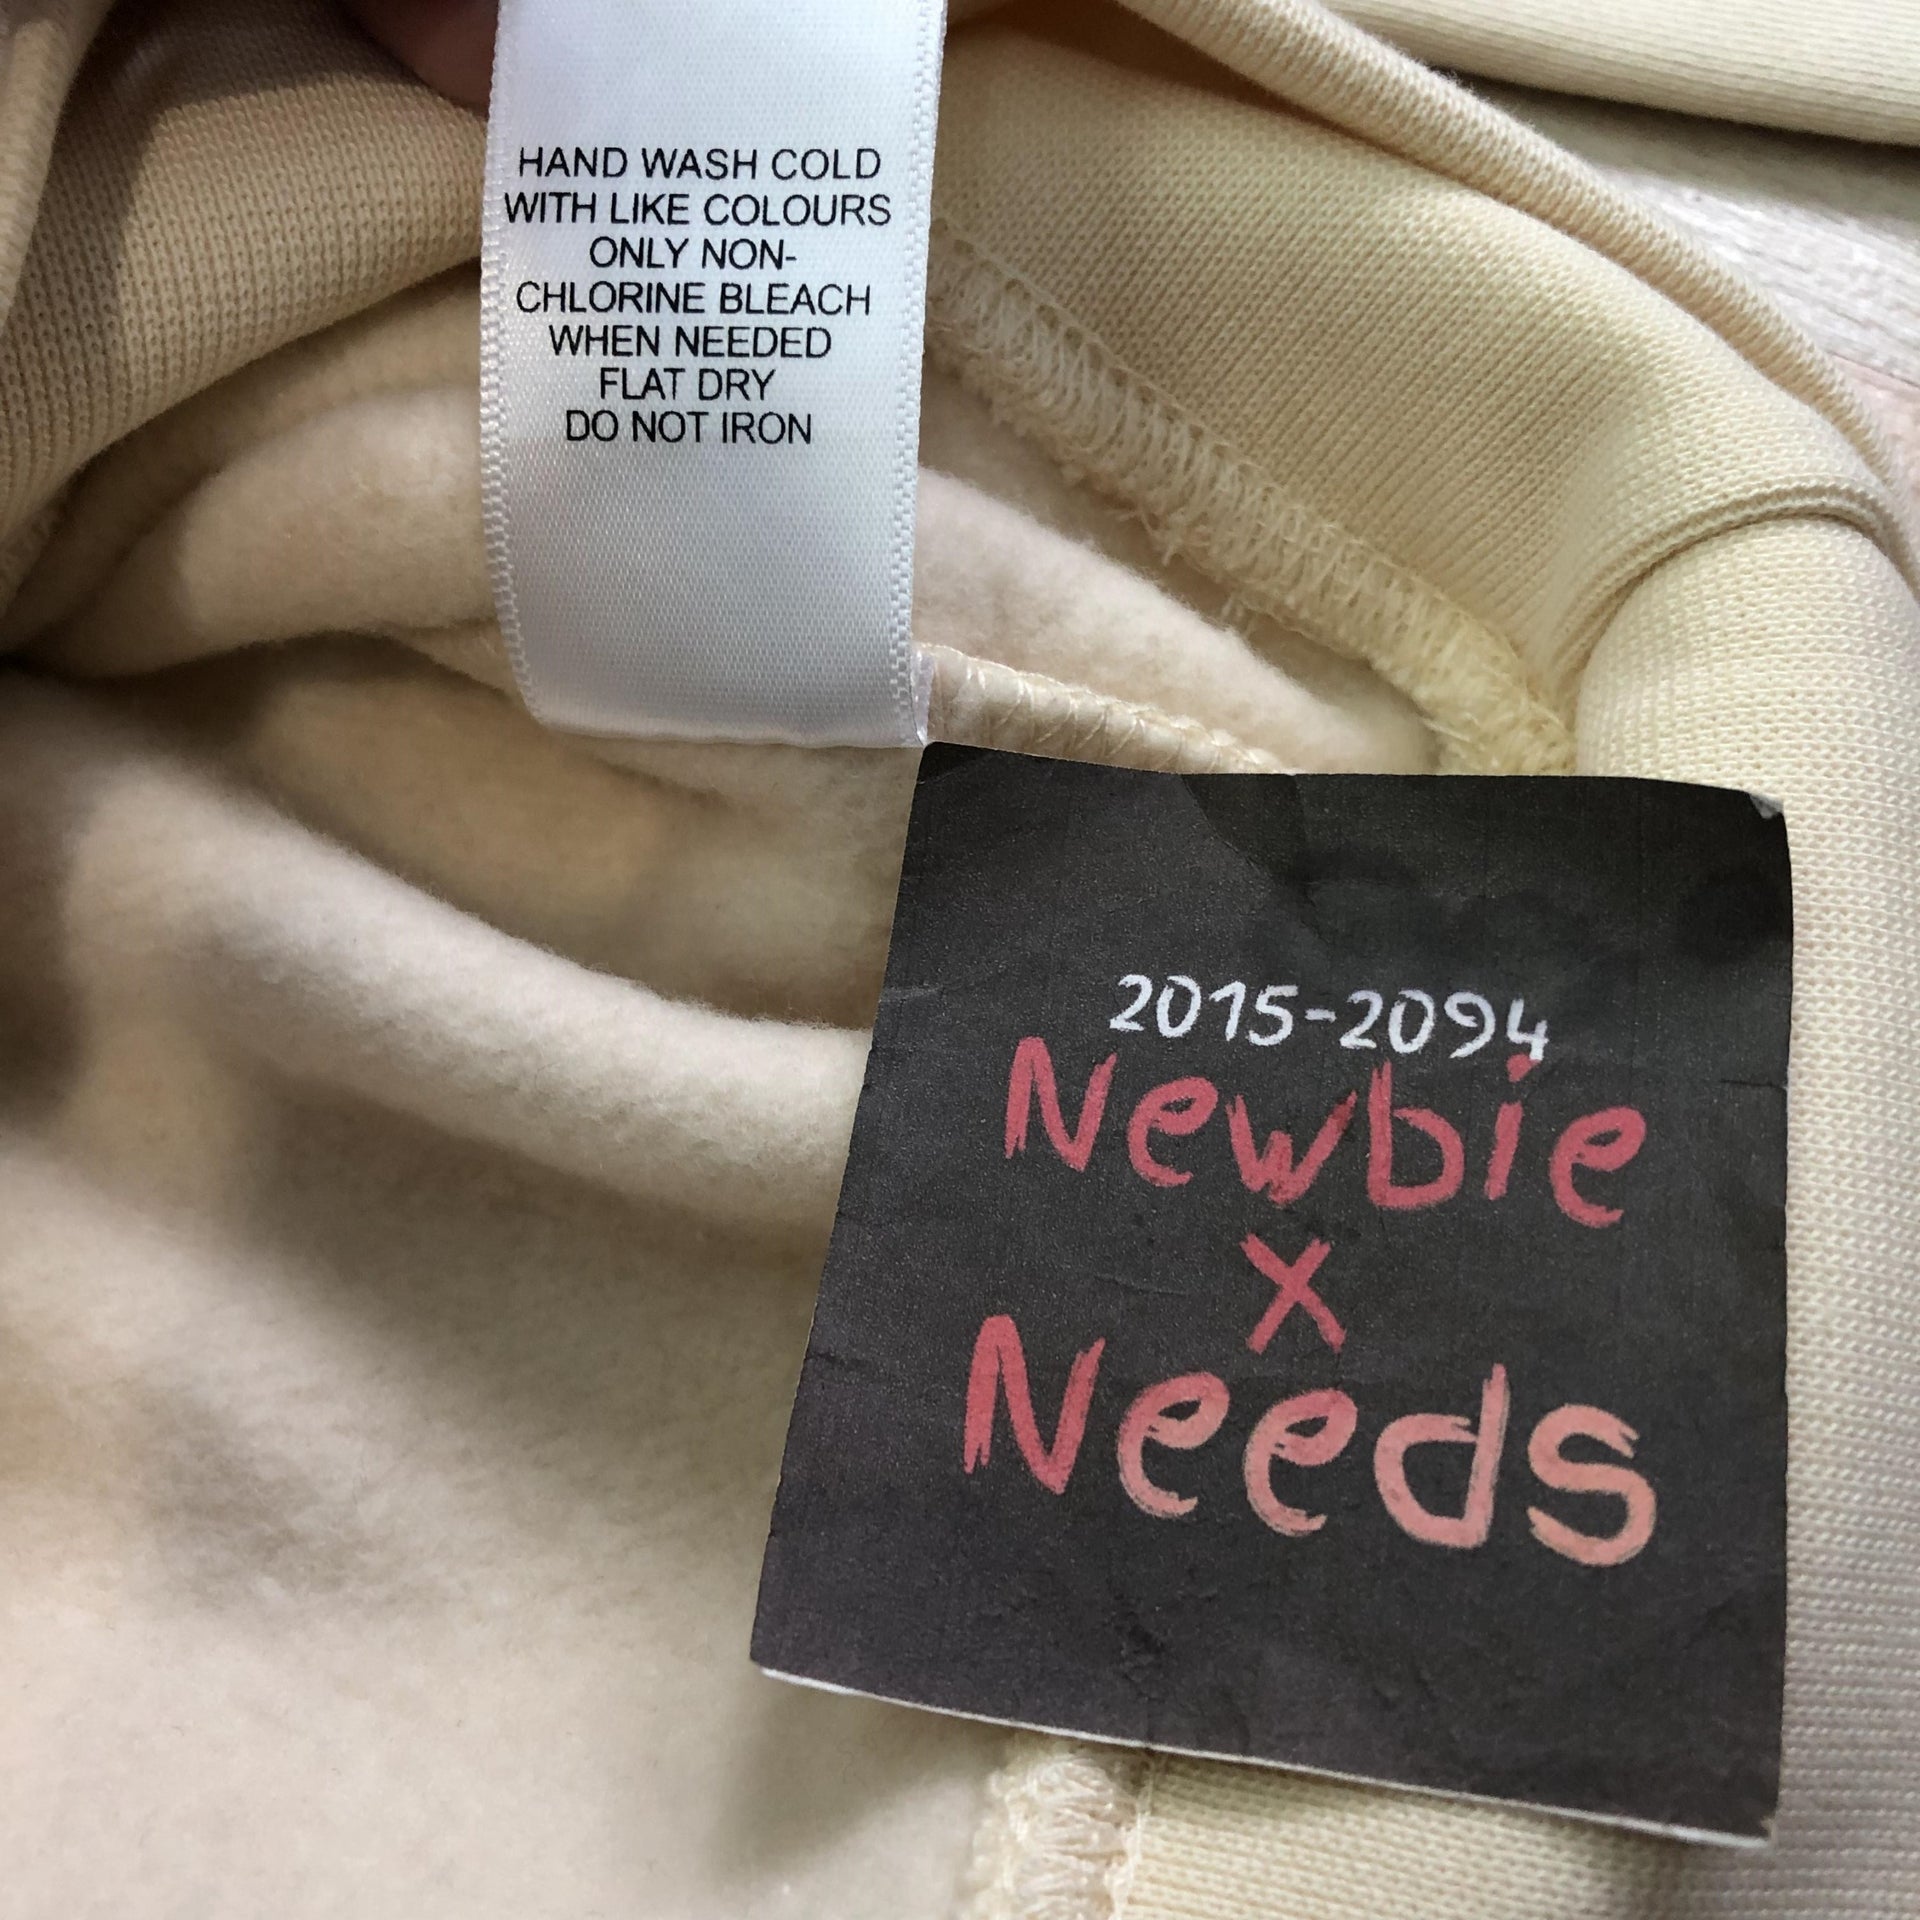 HAND WASH COLD
WITH LIKE COLOURS
ONLY NON-
CHLORINE BLEACH
WHEN NEEDED
FLAT DRY
DO NOT IRON
2015-2094
Newbie
x
Needs